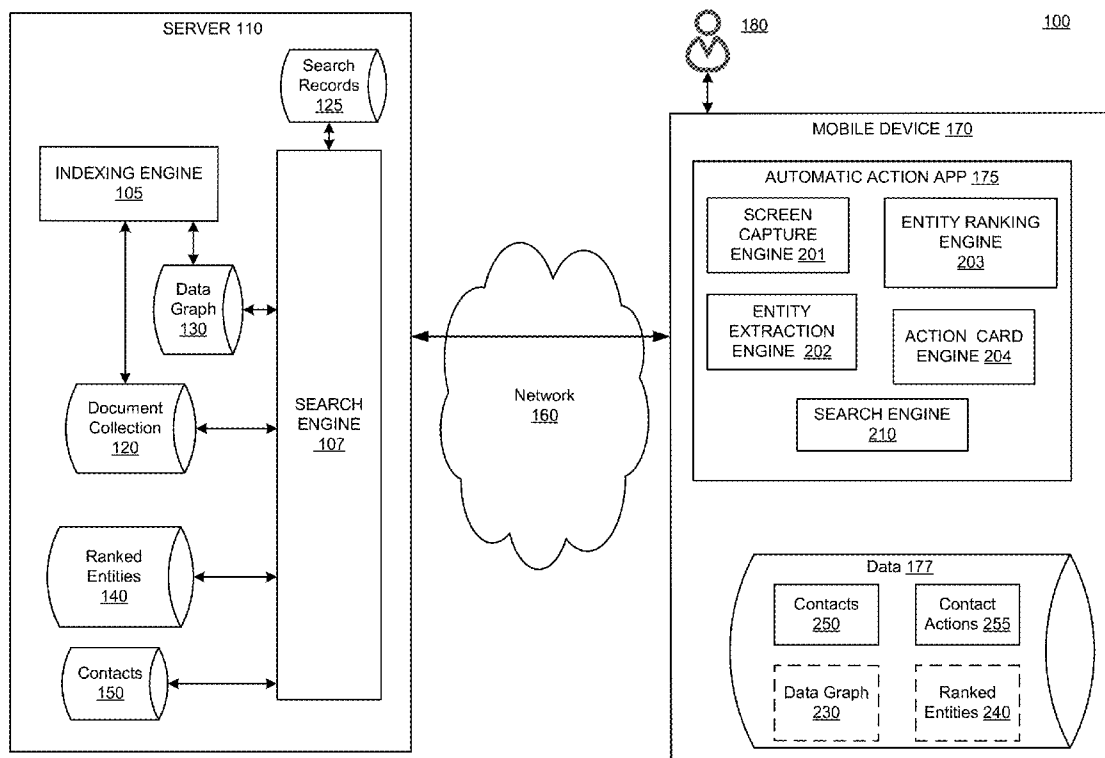 SERVER 110
Search
Records
125
INDEXING ENGINE
105
Data
Graph
130
Document
Collection
120
SEARCH
ENGINE
107
Ranked
Entities
140
Contacts
150
Network
160
180
100
MOBILE DEVICE 170
AUTOMATIC ACTION APP 175
SCREEN
CAPTURE
ENGINE 201
ENTITY RANKING
ENGINE
203
ENTITY
EXTRACTION
ENGINE 202
ACTION CARD
ENGINE 204
SEARCH ENGINE
210
Data 177
Contacts
250
Contact
Actions 255
Data Graph
230
Ranked
Entities 240